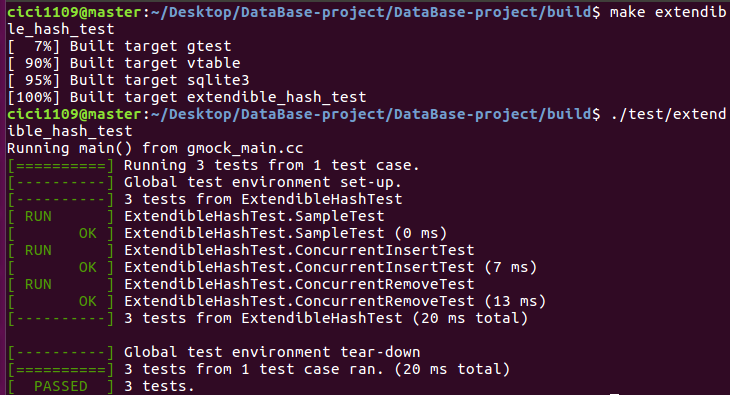 cici1109@master:~/Desktop/DataBase-project/DataBase-project/build$ make extendib
le_hash_test
[  7%] Built target gtest
[ 90%] Built target vtable
[ 95%] Built target sqlite3
[100%] Built target extendible_hash_test
cici1109@master:~/Desktop/DataBase-project/DataBase-project/build$ ./test/extend
ible_hash_test
Running main() from gmock_main.cc
[==========] Running 3 tests from 1 test case.
[----------] Global test environment set-up.
[----------] 3 tests from ExtendibleHashTest
[ RUN      ] ExtendibleHashTest.SampleTest
[       OK ] ExtendibleHashTest.SampleTest (0 ms)
[ RUN      ] ExtendibleHashTest.ConcurrentInsertTest
[       OK ] ExtendibleHashTest.ConcurrentInsertTest (7 ms)
[ RUN      ] ExtendibleHashTest.ConcurrentRemoveTest
[       OK ] ExtendibleHashTest.ConcurrentRemoveTest (13 ms)
[----------] 3 tests from ExtendibleHashTest (20 ms total)

[----------] Global test environment tear-down
[==========] 3 tests from 1 test case ran. (20 ms total)
[  PASSED  ] 3 tests.